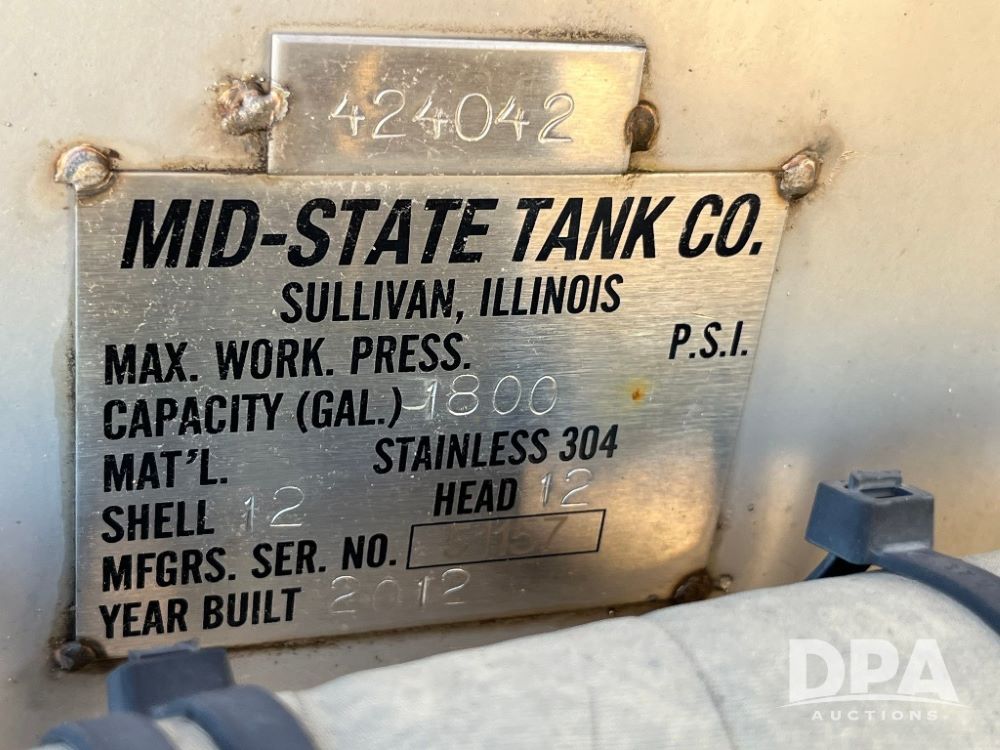 424042
MID-STATE TANK CO.
SULLIVAN, ILLINOIS
MAX. WORK. PRESS. P.S.I.
CAPACITY (GAL.) 1800
MAT'L. STAINLESS 304
SHELL 12 HEAD 12
MFGRS. SER. NO.
YEAR BUILT 2012
DPA
AUCTIONS